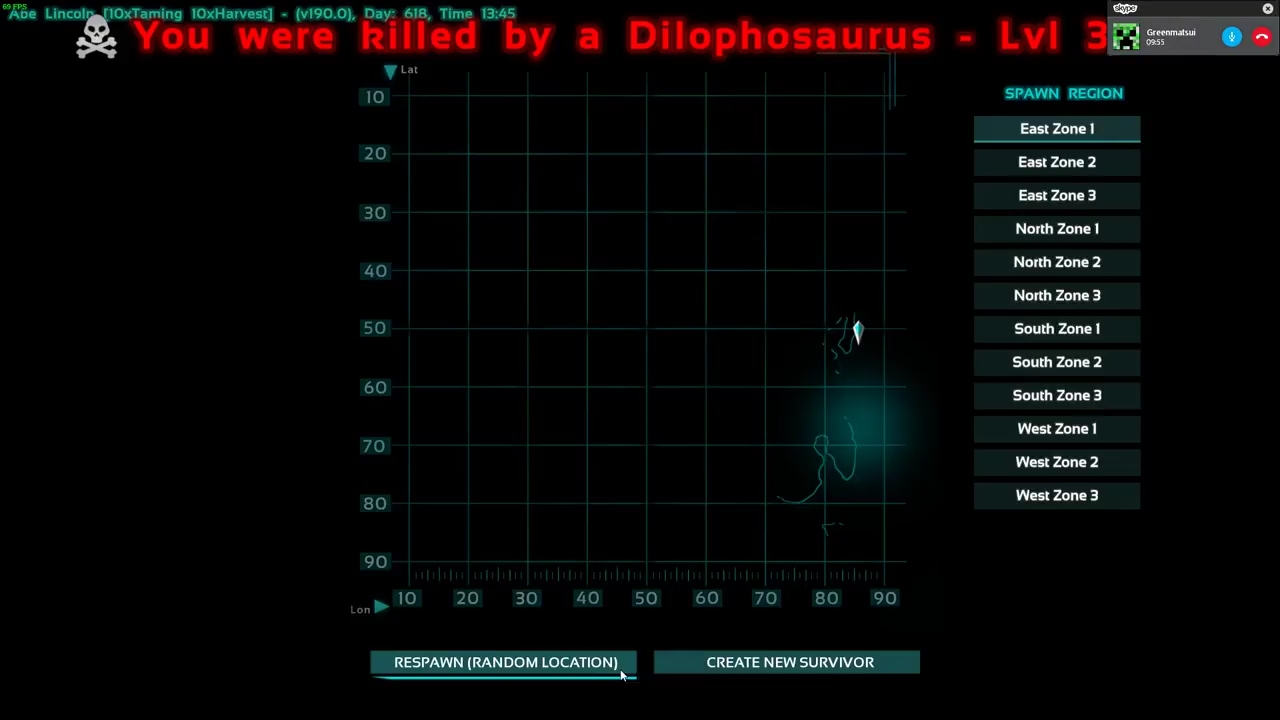 69 FPS
Abe Lincoln [10xTaming 10xHarvest] - (v190.0), Day: 618, Time 13:45
You were killed by a Dilophosaurus - Lvl 3
skype
Greenmatsui
09:55
Lat
10
20
30
40
50
60
70
80
90
Lon
10 20 30 40 50 60 70 80 90
SPAWN REGION
East Zone 1
East Zone 2
East Zone 3
North Zone 1
North Zone 2
North Zone 3
South Zone 1
South Zone 2
South Zone 3
West Zone 1
West Zone 2
West Zone 3
RESPAWN (RANDOM LOCATION) CREATE NEW SURVIVOR